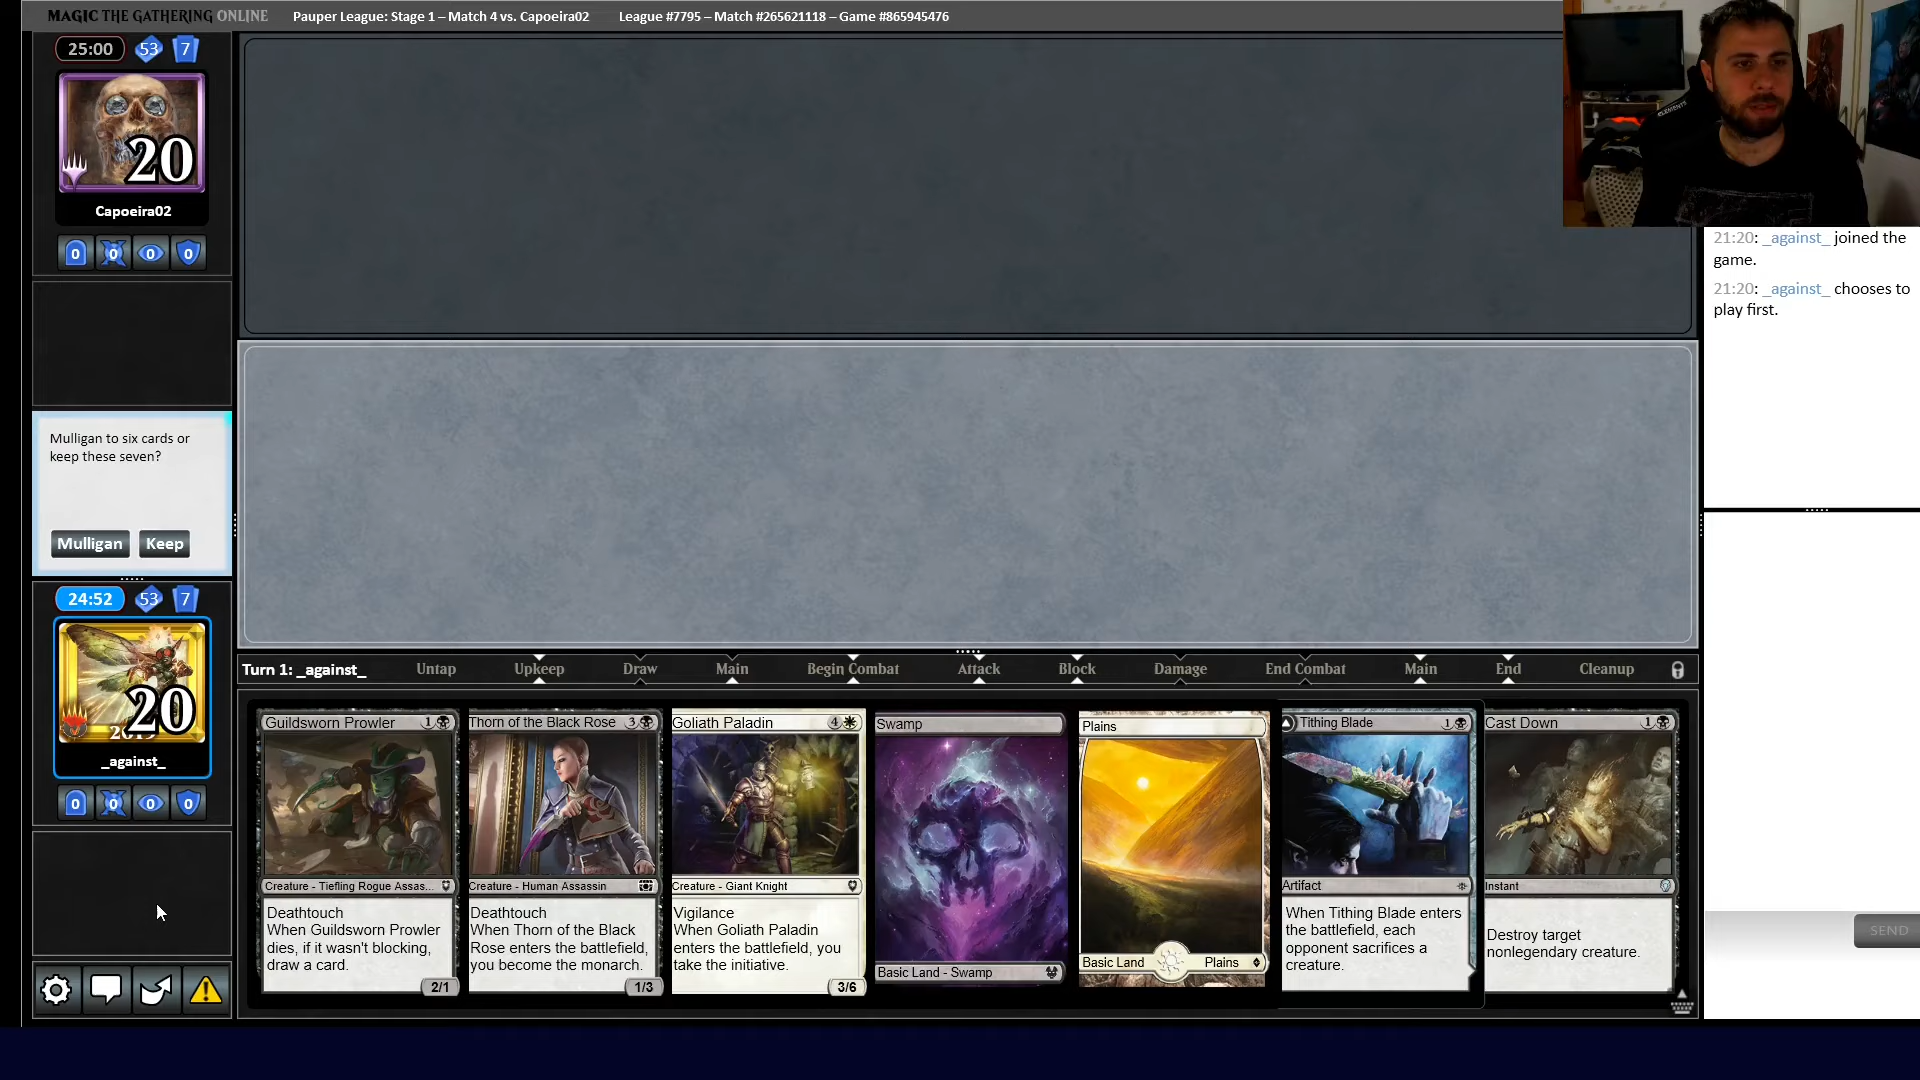 MAGIC THE GATHERING ONLINE
Pauper League: Stage 1 – Match 4 vs. Capoeira02
League #7795 – Match #265621118 – Game #865945476
25:00
53
7
20
Capoeira02
0
0
0
0
21:20: _against_ joined the
game.
21:20: _against_ chooses to
play first.
Mulligan to six cards or
keep these seven?
Mulligan
Keep
24:52
53
7
20
_against_
0
0
0
0
Turn 1: _against_
Untap
Upkeep
Draw
Main
Begin Combat
Attack
Block
Damage
End Combat
Main
End
Cleanup
Guildsworn Prowler 1
Creature - Tiefling Rogue Assas...
Deathtouch
When Guildsworn Prowler
dies, if it wasn't blocking,
draw a card.
2/1
Thorn of the Black Rose 3
Creature - Human Assassin
Deathtouch
When Thorn of the Black
Rose enters the battlefield,
you become the monarch.
1/3
Goliath Paladin 4
Creature - Giant Knight
Vigilance
When Goliath Paladin
enters the battlefield, you
take the initiative.
3/6
Swamp
Basic Land - Swamp
Plains
Basic Land
Plains
Tithing Blade 1
Artifact
When Tithing Blade enters
the battlefield, each
opponent sacrifices a
creature.
Cast Down 1
Instant
Destroy target
nonlegendary creature.
SEND